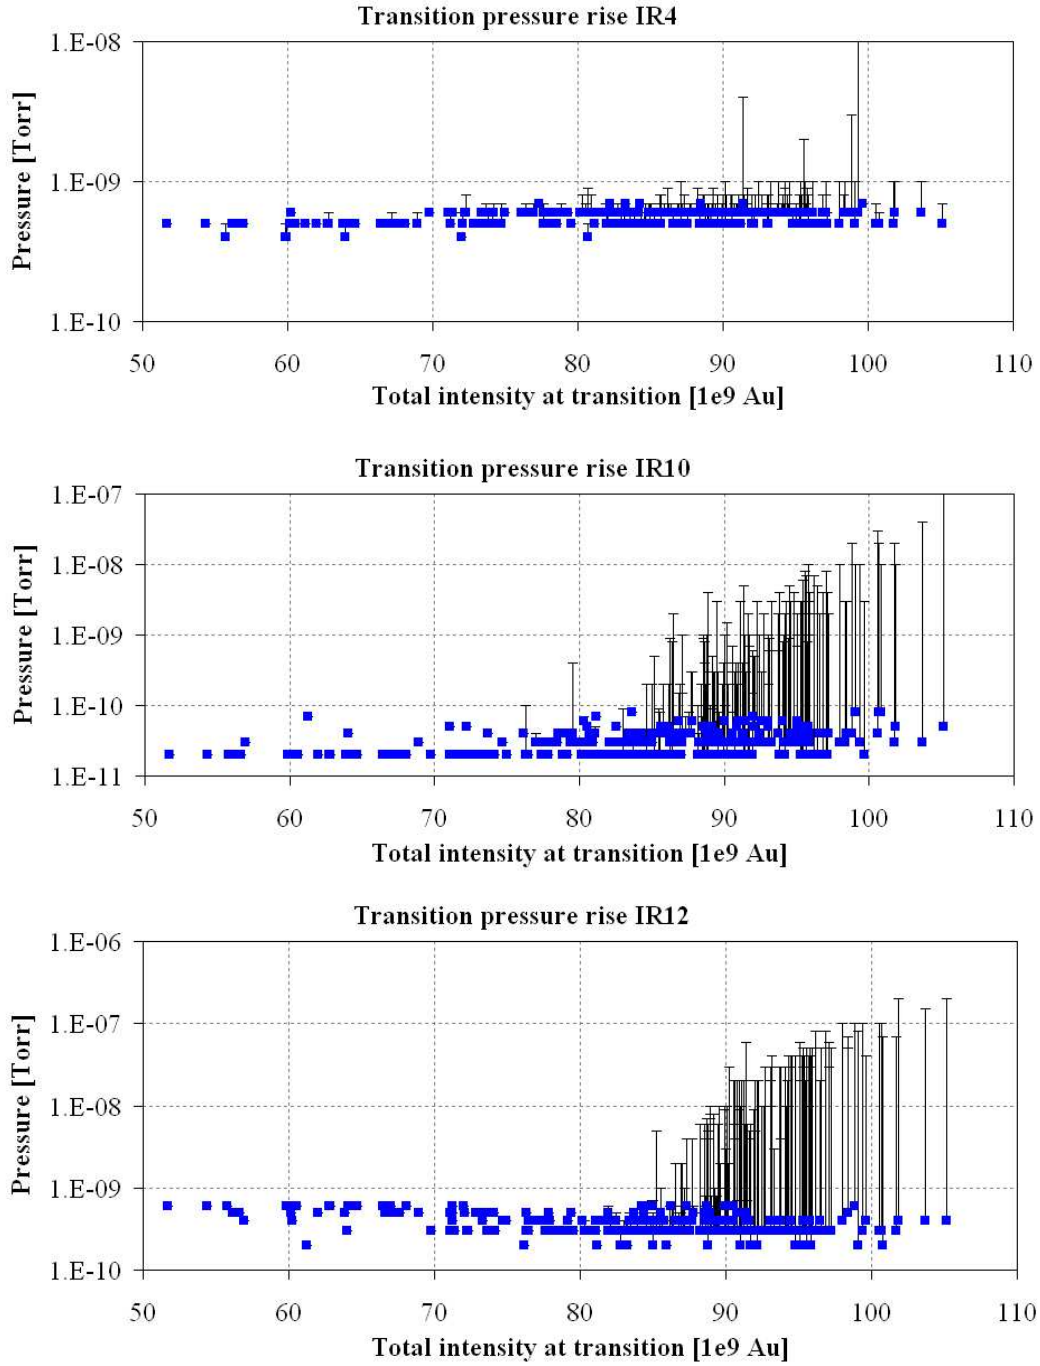 Transition pressure rise IR4
1.E-08
1.E-09
1.E-10
Pressure [Torr]
50 60 70 80 90 100 110
Total intensity at transition [1e9 Au]
Transition pressure rise IR10
1.E-07
1.E-08
1.E-09
1.E-10
1.E-11
Pressure [Torr]
50 60 70 80 90 100 110
Total intensity at transition [1e9 Au]
Transition pressure rise IR12
1.E-06
1.E-07
1.E-08
1.E-09
1.E-10
Pressure [Torr]
50 60 70 80 90 100 110
Total intensity at transition [1e9 Au]